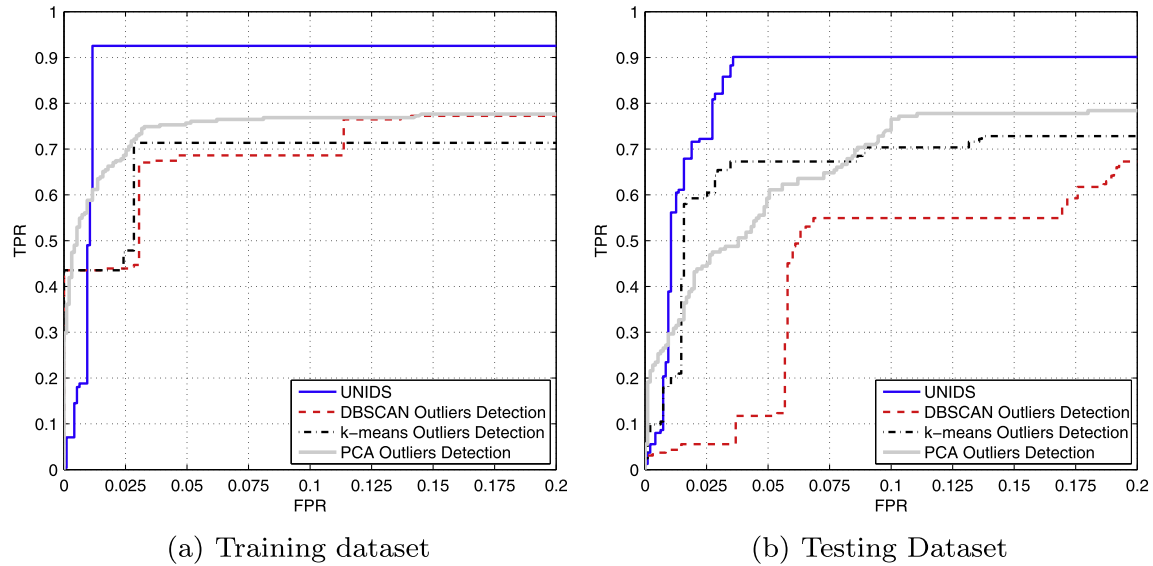 1
0.9
0.8
0.7
0.6
0.5
0.4
0.3
0.2
0.1
0
TPR
0 0.025 0.05 0.075 0.1 0.125 0.15 0.175 0.2
FPR
UNIDS
DBSCAN Outliers Detection
k-means Outliers Detection
PCA Outliers Detection
(a) Training dataset
1
0.9
0.8
0.7
0.6
0.5
0.4
0.3
0.2
0.1
0
TPR
0 0.025 0.05 0.075 0.1 0.125 0.15 0.175 0.2
FPR
UNIDS
DBSCAN Outliers Detection
k-means Outliers Detection
PCA Outliers Detection
(b) Testing Dataset